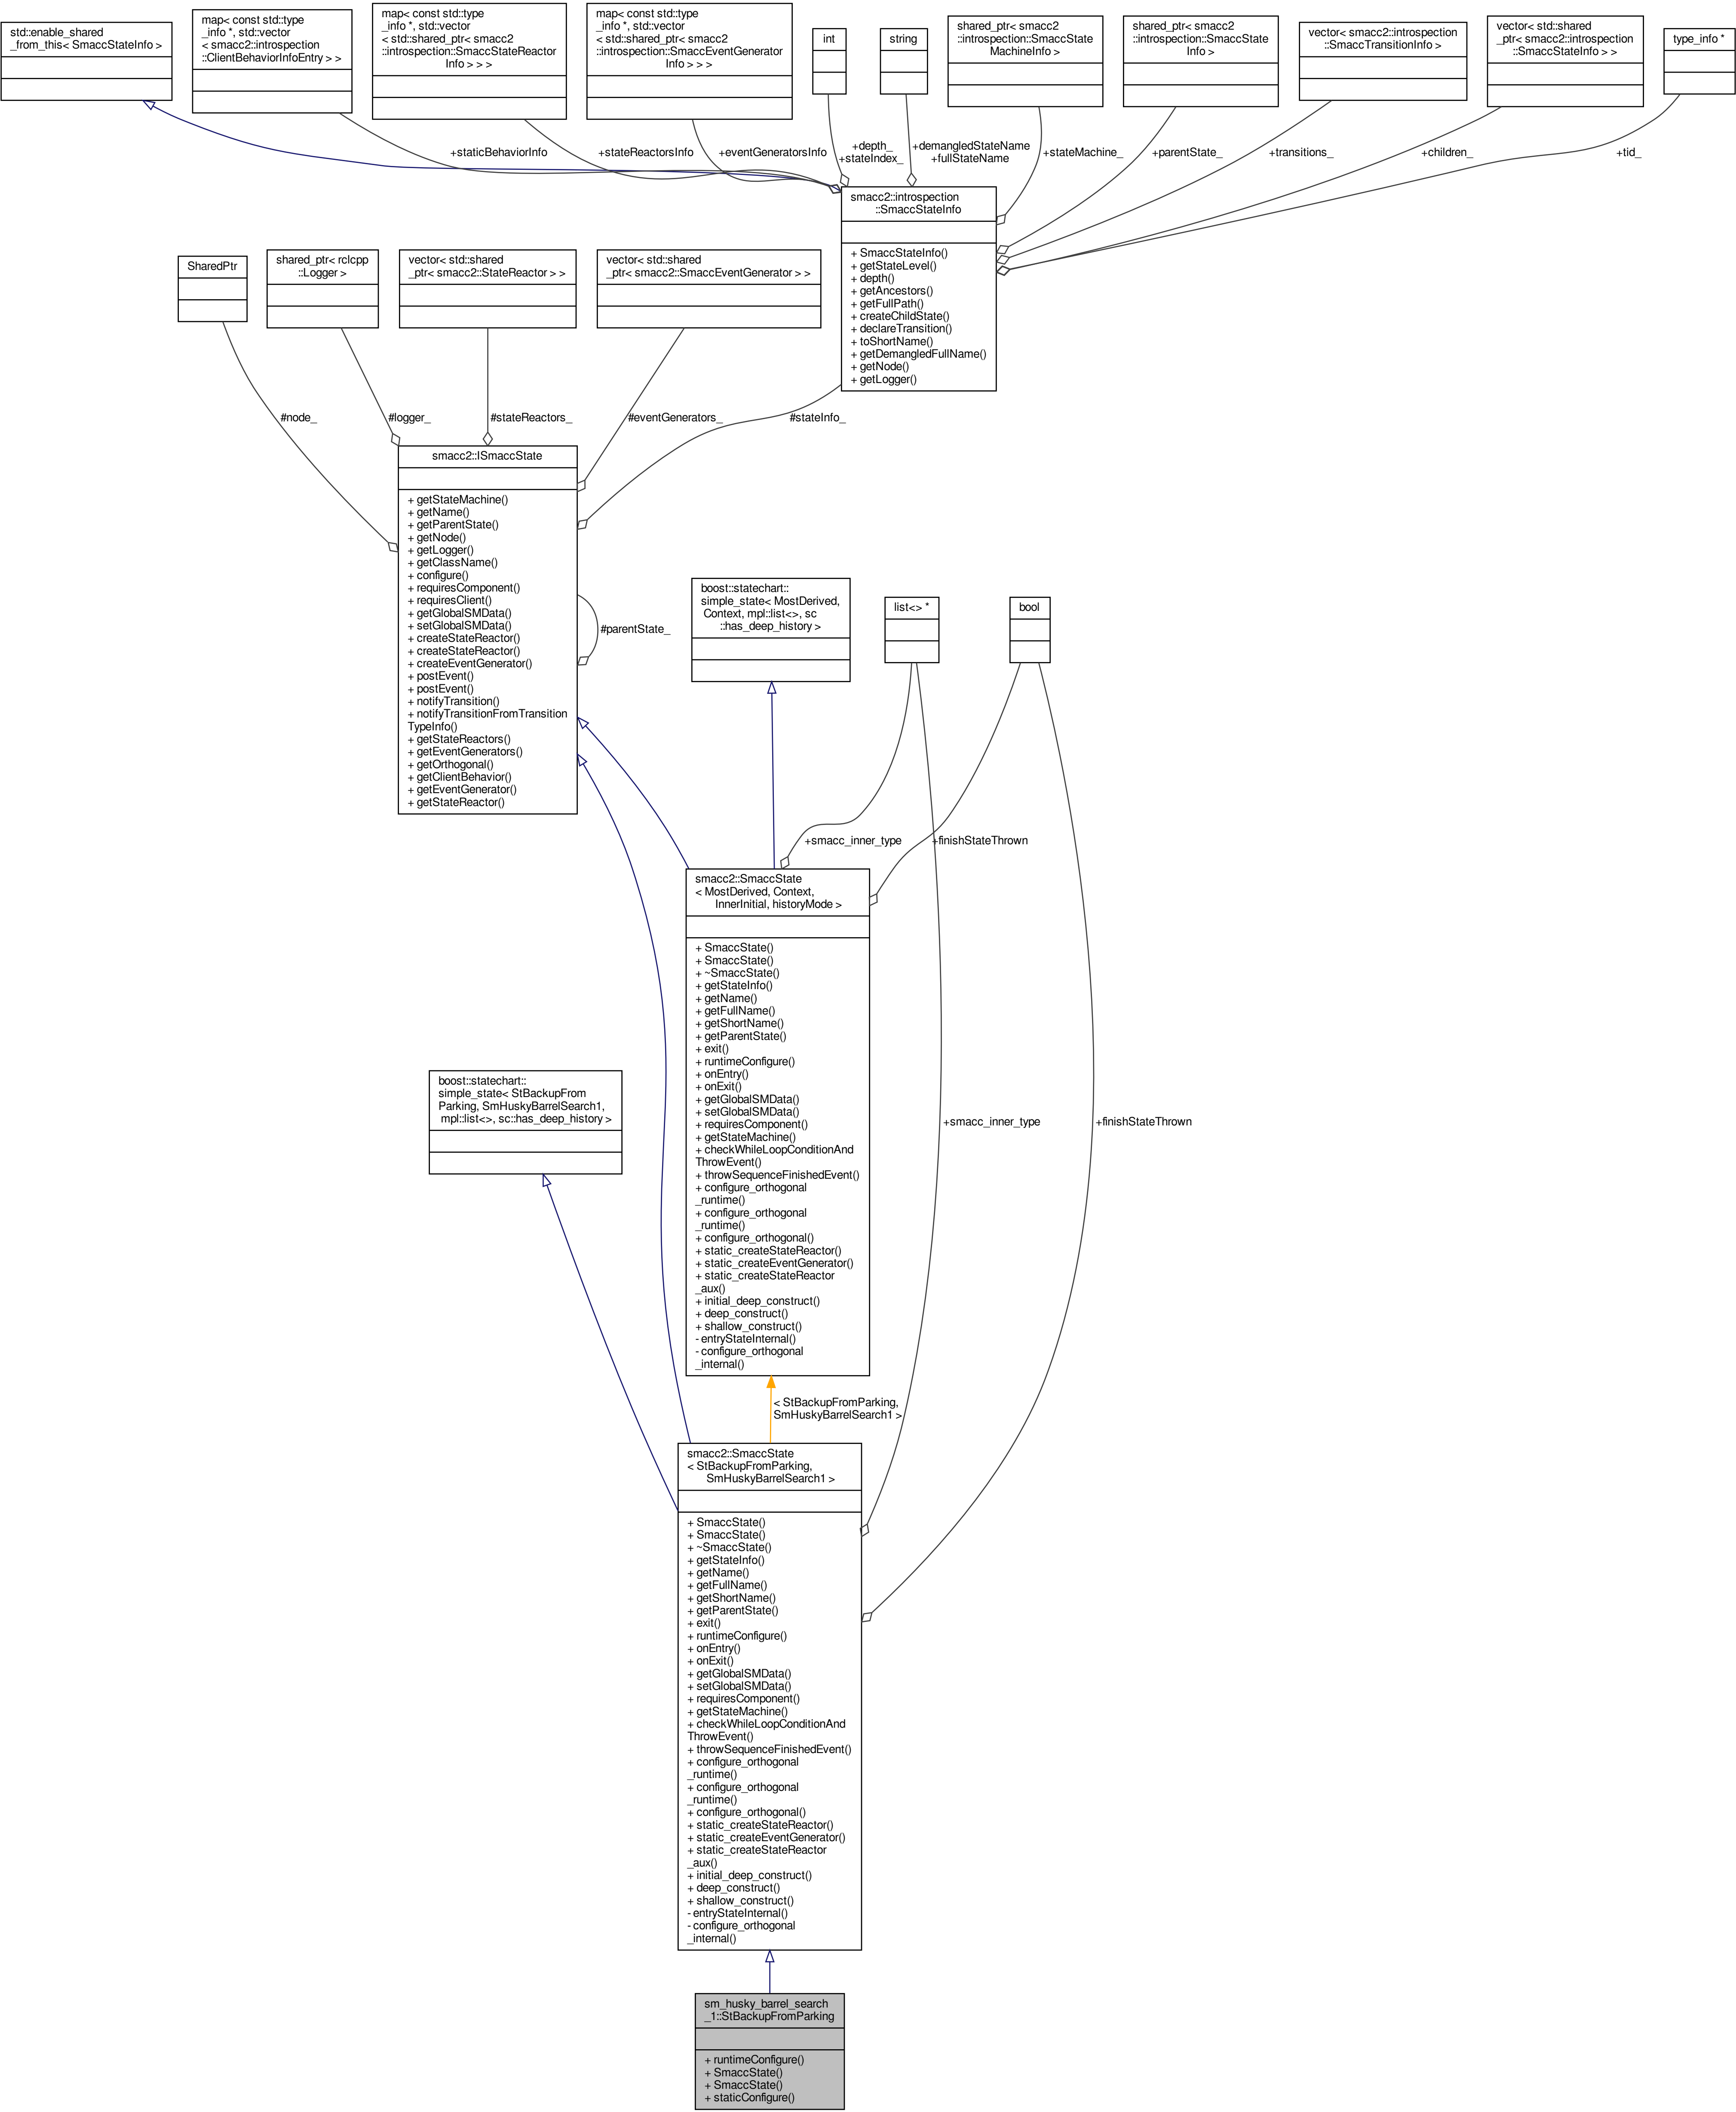 std::enable_shared
_from_this< SmaccStateInfo >
map< const std::type
_info *, std::vector
< smacc2::introspection
::ClientBehaviorInfoEntry > >
map< const std::type
_info *, std::vector
< std::shared_ptr< smacc2
::introspection::SmaccStateReactor
Info > > >
map< const std::type
_info *, std::vector
< std::shared_ptr< smacc2
::introspection::SmaccEventGenerator
Info > > >
int
string
shared_ptr< smacc2
::introspection::SmaccState
MachineInfo >
shared_ptr< smacc2
::introspection::SmaccState
Info >
vector< smacc2::introspection
::SmaccTransitionInfo >
vector< std::shared
_ptr< smacc2::introspection
::SmaccStateInfo > >
type_info *
+staticBehaviorInfo
+stateReactorsInfo
+eventGeneratorsInfo
+depth_
+stateIndex_
+demangledStateName
+fullStateName
+stateMachine_
+parentState_
+transitions_
+children_
+tid_
smacc2::introspection
::SmaccStateInfo
+ SmaccStateInfo()
+ getStateLevel()
+ depth()
+ getAncestors()
+ getFullPath()
+ createChildState()
+ declareTransition()
+ toShortName()
+ getDemangledFullName()
+ getNode()
+ getLogger()
SharedPtr
shared_ptr< rclcpp
::Logger >
vector< std::shared
_ptr< smacc2::StateReactor > >
vector< std::shared
_ptr< smacc2::SmaccEventGenerator > >
#node_
#logger_
#stateReactors_
#eventGenerators_
#stateInfo_
smacc2::ISmaccState
+ getStateMachine()
+ getName()
+ getParentState()
+ getNode()
+ getLogger()
+ getClassName()
+ configure()
+ requiresComponent()
+ requiresClient()
+ getGlobalSMData()
+ setGlobalSMData()
+ createStateReactor()
+ createStateReactor()
+ createEventGenerator()
+ postEvent()
+ postEvent()
+ notifyTransition()
+ notifyTransitionFromTransition
TypeInfo()
+ getStateReactors()
+ getEventGenerators()
+ getOrthogonal()
+ getClientBehavior()
+ getEventGenerator()
+ getStateReactor()
#parentState_
boost::statechart::
simple_state< MostDerived,
Context, mpl::list<>, sc
::has_deep_history >
list<> *
bool
+smacc_inner_type
+finishStateThrown
smacc2::SmaccState
< MostDerived, Context,
InnerInitial, historyMode >
+ SmaccState()
+ SmaccState()
+ ~SmaccState()
+ getStateInfo()
+ getName()
+ getFullName()
+ getShortName()
+ getParentState()
+ exit()
+ runtimeConfigure()
+ onEntry()
+ onExit()
+ getGlobalSMData()
+ setGlobalSMData()
+ requiresComponent()
+ getStateMachine()
+ checkWhileLoopConditionAnd
ThrowEvent()
+ throwSequenceFinishedEvent()
+ configure_orthogonal
_runtime()
+ configure_orthogonal
_runtime()
+ configure_orthogonal()
+ static_createStateReactor()
+ static_createEventGenerator()
+ static_createStateReactor
_aux()
+ initial_deep_construct()
+ deep_construct()
+ shallow_construct()
- entryStateInternal()
- configure_orthogonal
_internal()
boost::statechart::
simple_state< StBackupFrom
Parking, SmHuskyBarrelSearch1,
mpl::list<>, sc::has_deep_history >
+smacc_inner_type
+finishStateThrown
< StBackupFromParking,
SmHuskyBarrelSearch1 >
smacc2::SmaccState
< StBackupFromParking,
SmHuskyBarrelSearch1 >
+ SmaccState()
+ SmaccState()
+ ~SmaccState()
+ getStateInfo()
+ getName()
+ getFullName()
+ getShortName()
+ getParentState()
+ exit()
+ runtimeConfigure()
+ onEntry()
+ onExit()
+ getGlobalSMData()
+ setGlobalSMData()
+ requiresComponent()
+ getStateMachine()
+ checkWhileLoopConditionAnd
ThrowEvent()
+ throwSequenceFinishedEvent()
+ configure_orthogonal
_runtime()
+ configure_orthogonal
_runtime()
+ configure_orthogonal()
+ static_createStateReactor()
+ static_createEventGenerator()
+ static_createStateReactor
_aux()
+ initial_deep_construct()
+ deep_construct()
+ shallow_construct()
- entryStateInternal()
- configure_orthogonal
_internal()
sm_husky_barrel_search
_1::StBackupFromParking
+ runtimeConfigure()
+ SmaccState()
+ SmaccState()
+ staticConfigure()